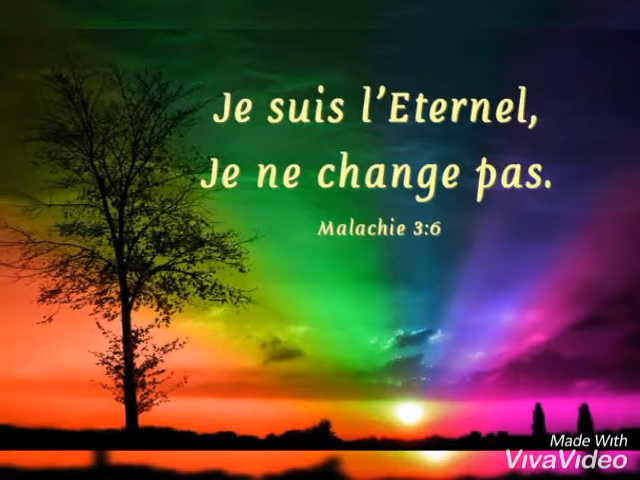 Je suis l'Eternel,
Je ne change pas.
Malachie 3:6
Made With
VivaVideo